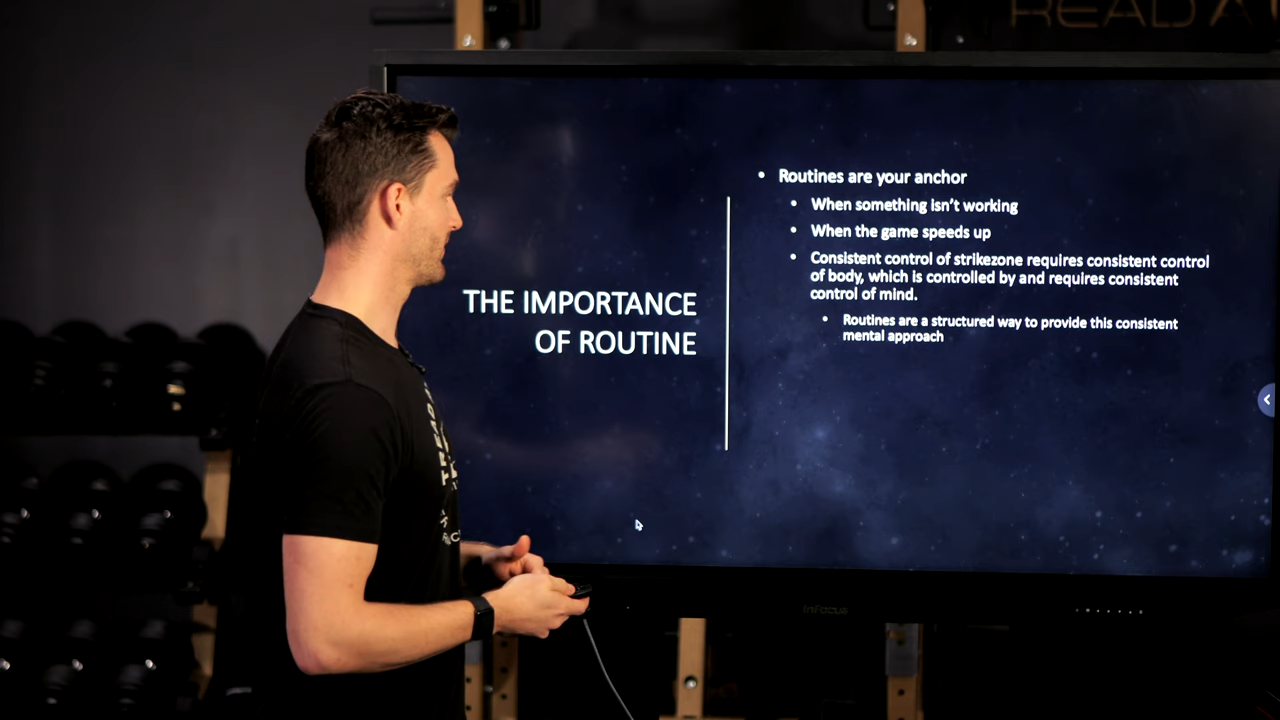 READ A
THE IMPORTANCE
OF ROUTINE
• Routines are your anchor
• When something isn't working
• When the game speeds up
• Consistent control of strikezone requires consistent control
of body, which is controlled by and requires consistent
control of mind.
• Routines are a structured way to provide this consistent
mental approach
InFocus